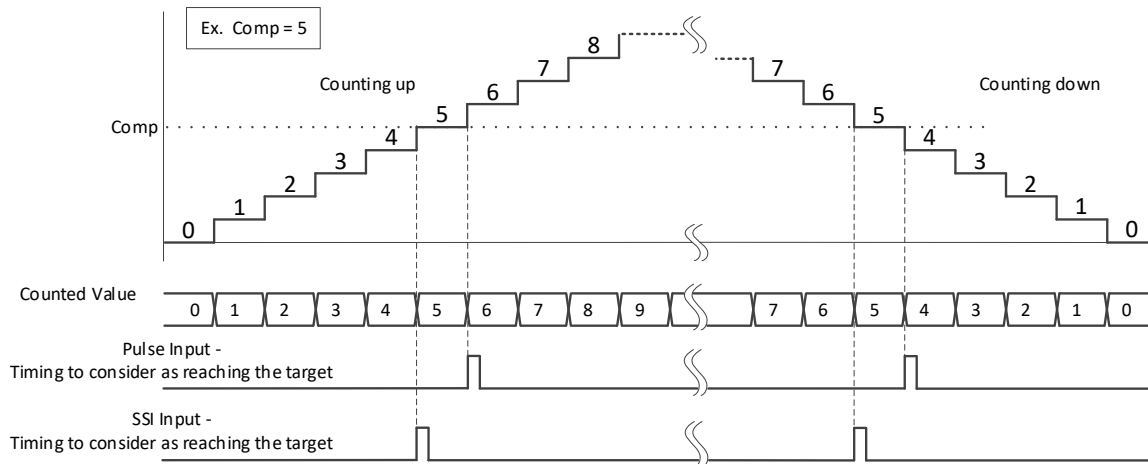 Ex. Comp = 5
8
7
7
Counting up
6
6
Counting down
Comp
5
5
4
4
3
3
2
2
1
1
0
0
Counted Value
0 1 2 3 4 5 6 7 8 9 7 6 5 4 3 2 1 0
Pulse Input -
Timing to consider as reaching the target
SSI Input -
Timing to consider as reaching the target